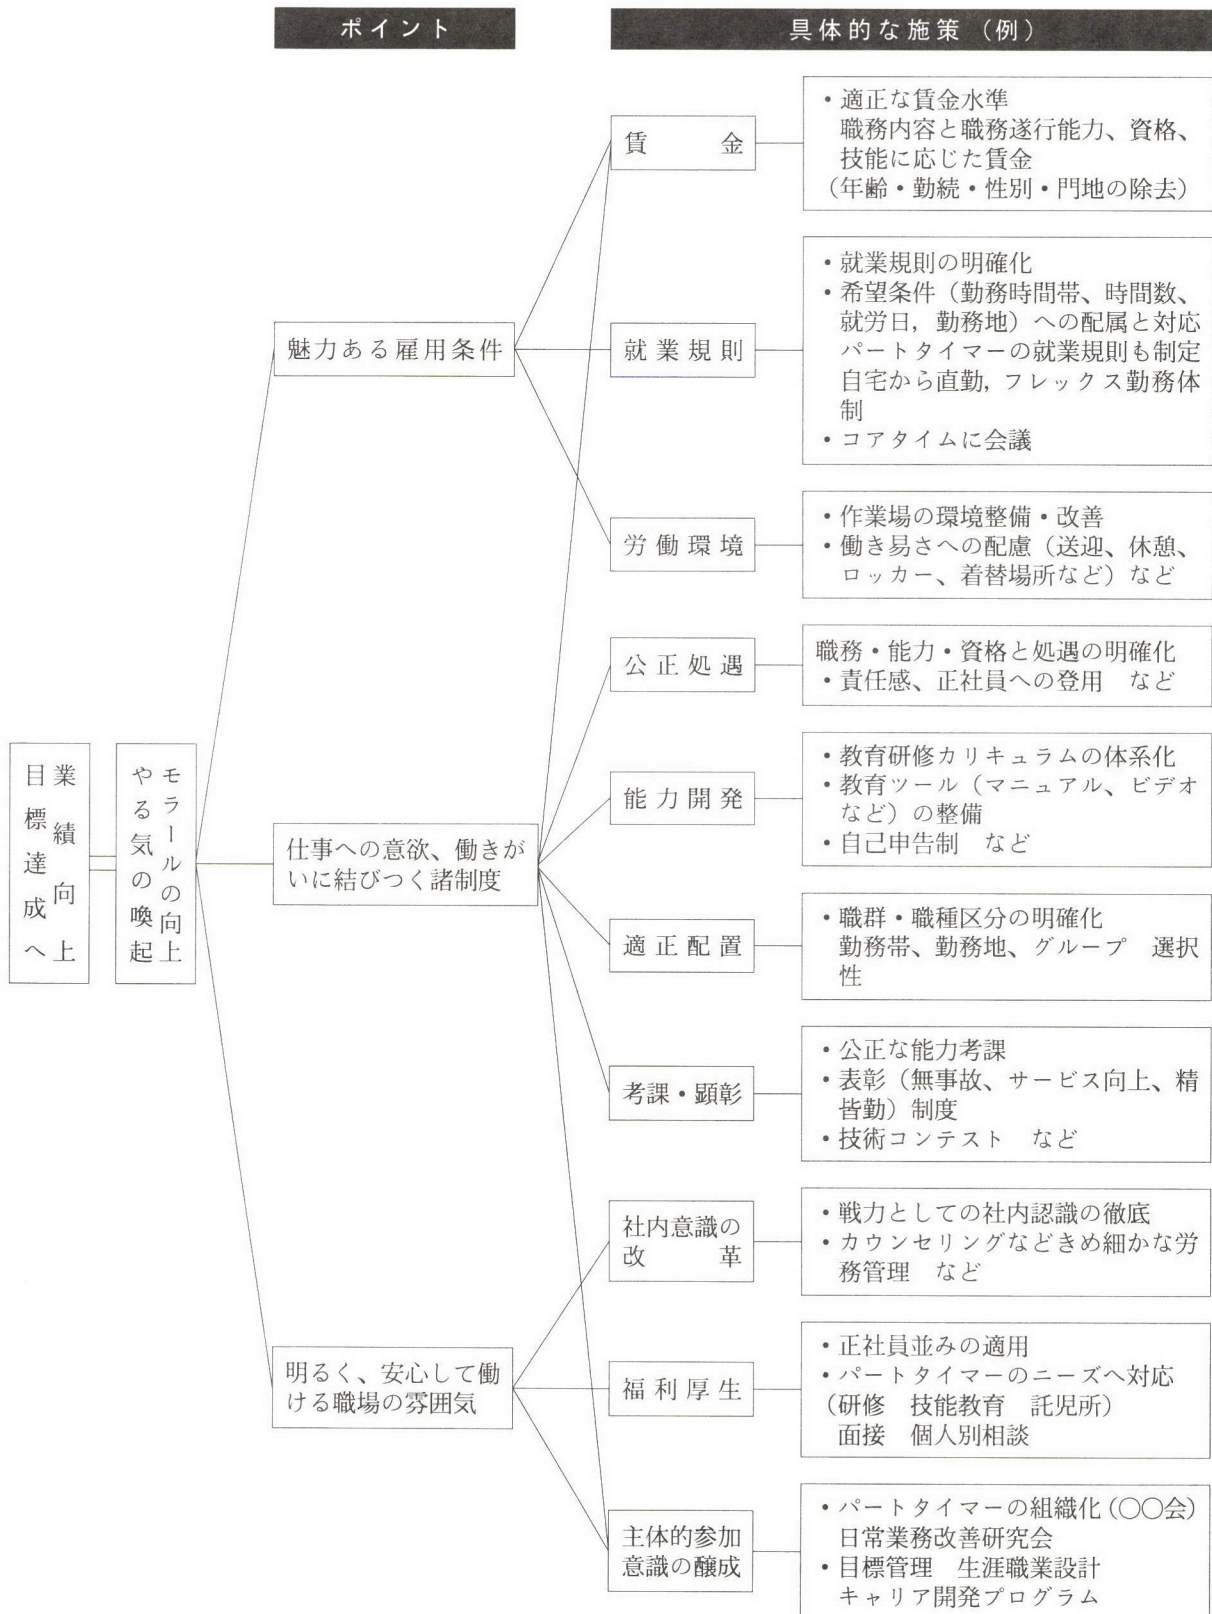 ポイント
具体的な施策（例）
業績向上
目標達成へ
モラールの向上
やる気の喚起
魅力ある雇用条件
仕事への意欲、働きが
いに結びつく諸制度
明るく、安心して働
ける職場の雰囲気
賃金
・適正な賃金水準
職務内容と職務遂行能力、資格、
技能に応じた賃金
（年齢・勤続・性別・門地の除去）
就業規則
・就業規則の明確化
・希望条件（勤務時間帯、時間数、
就労日，勤務地）への配属と対応
パートタイマーの就業規則も制定
自宅から直勤，フレックス勤務体
制
・コアタイムに会議
労働環境
・作業場の環境整備・改善
・働き易さへの配慮（送迎、休憩、
ロッカー、着替場所など）など
公正処遇
職務・能力・資格と処遇の明確化
・責任感、正社員への登用　など
能力開発
・教育研修カリキュラムの体系化
・教育ツール（マニュアル、ビデオ
など）の整備
・自己申告制　など
適正配置
・職群・職種区分の明確化
勤務帯、勤務地、グループ　選択
性
考課・顕彰
・公正な能力考課
・表彰（無事故、サービス向上、精
皆勤）制度
・技術コンテスト　など
社内意識の
改革
・戦力としての社内認識の徹底
・カウンセリングなどきめ細かな労
務管理　など
福利厚生
・正社員並みの適用
・パートタイマーのニーズへ対応
（研修　技能教育　託児所）
面接　個人別相談
主体的参加
意識の醸成
・パートタイマーの組織化（〇〇会）
日常業務改善研究会
・目標管理　生涯職業設計
キャリア開発プログラム